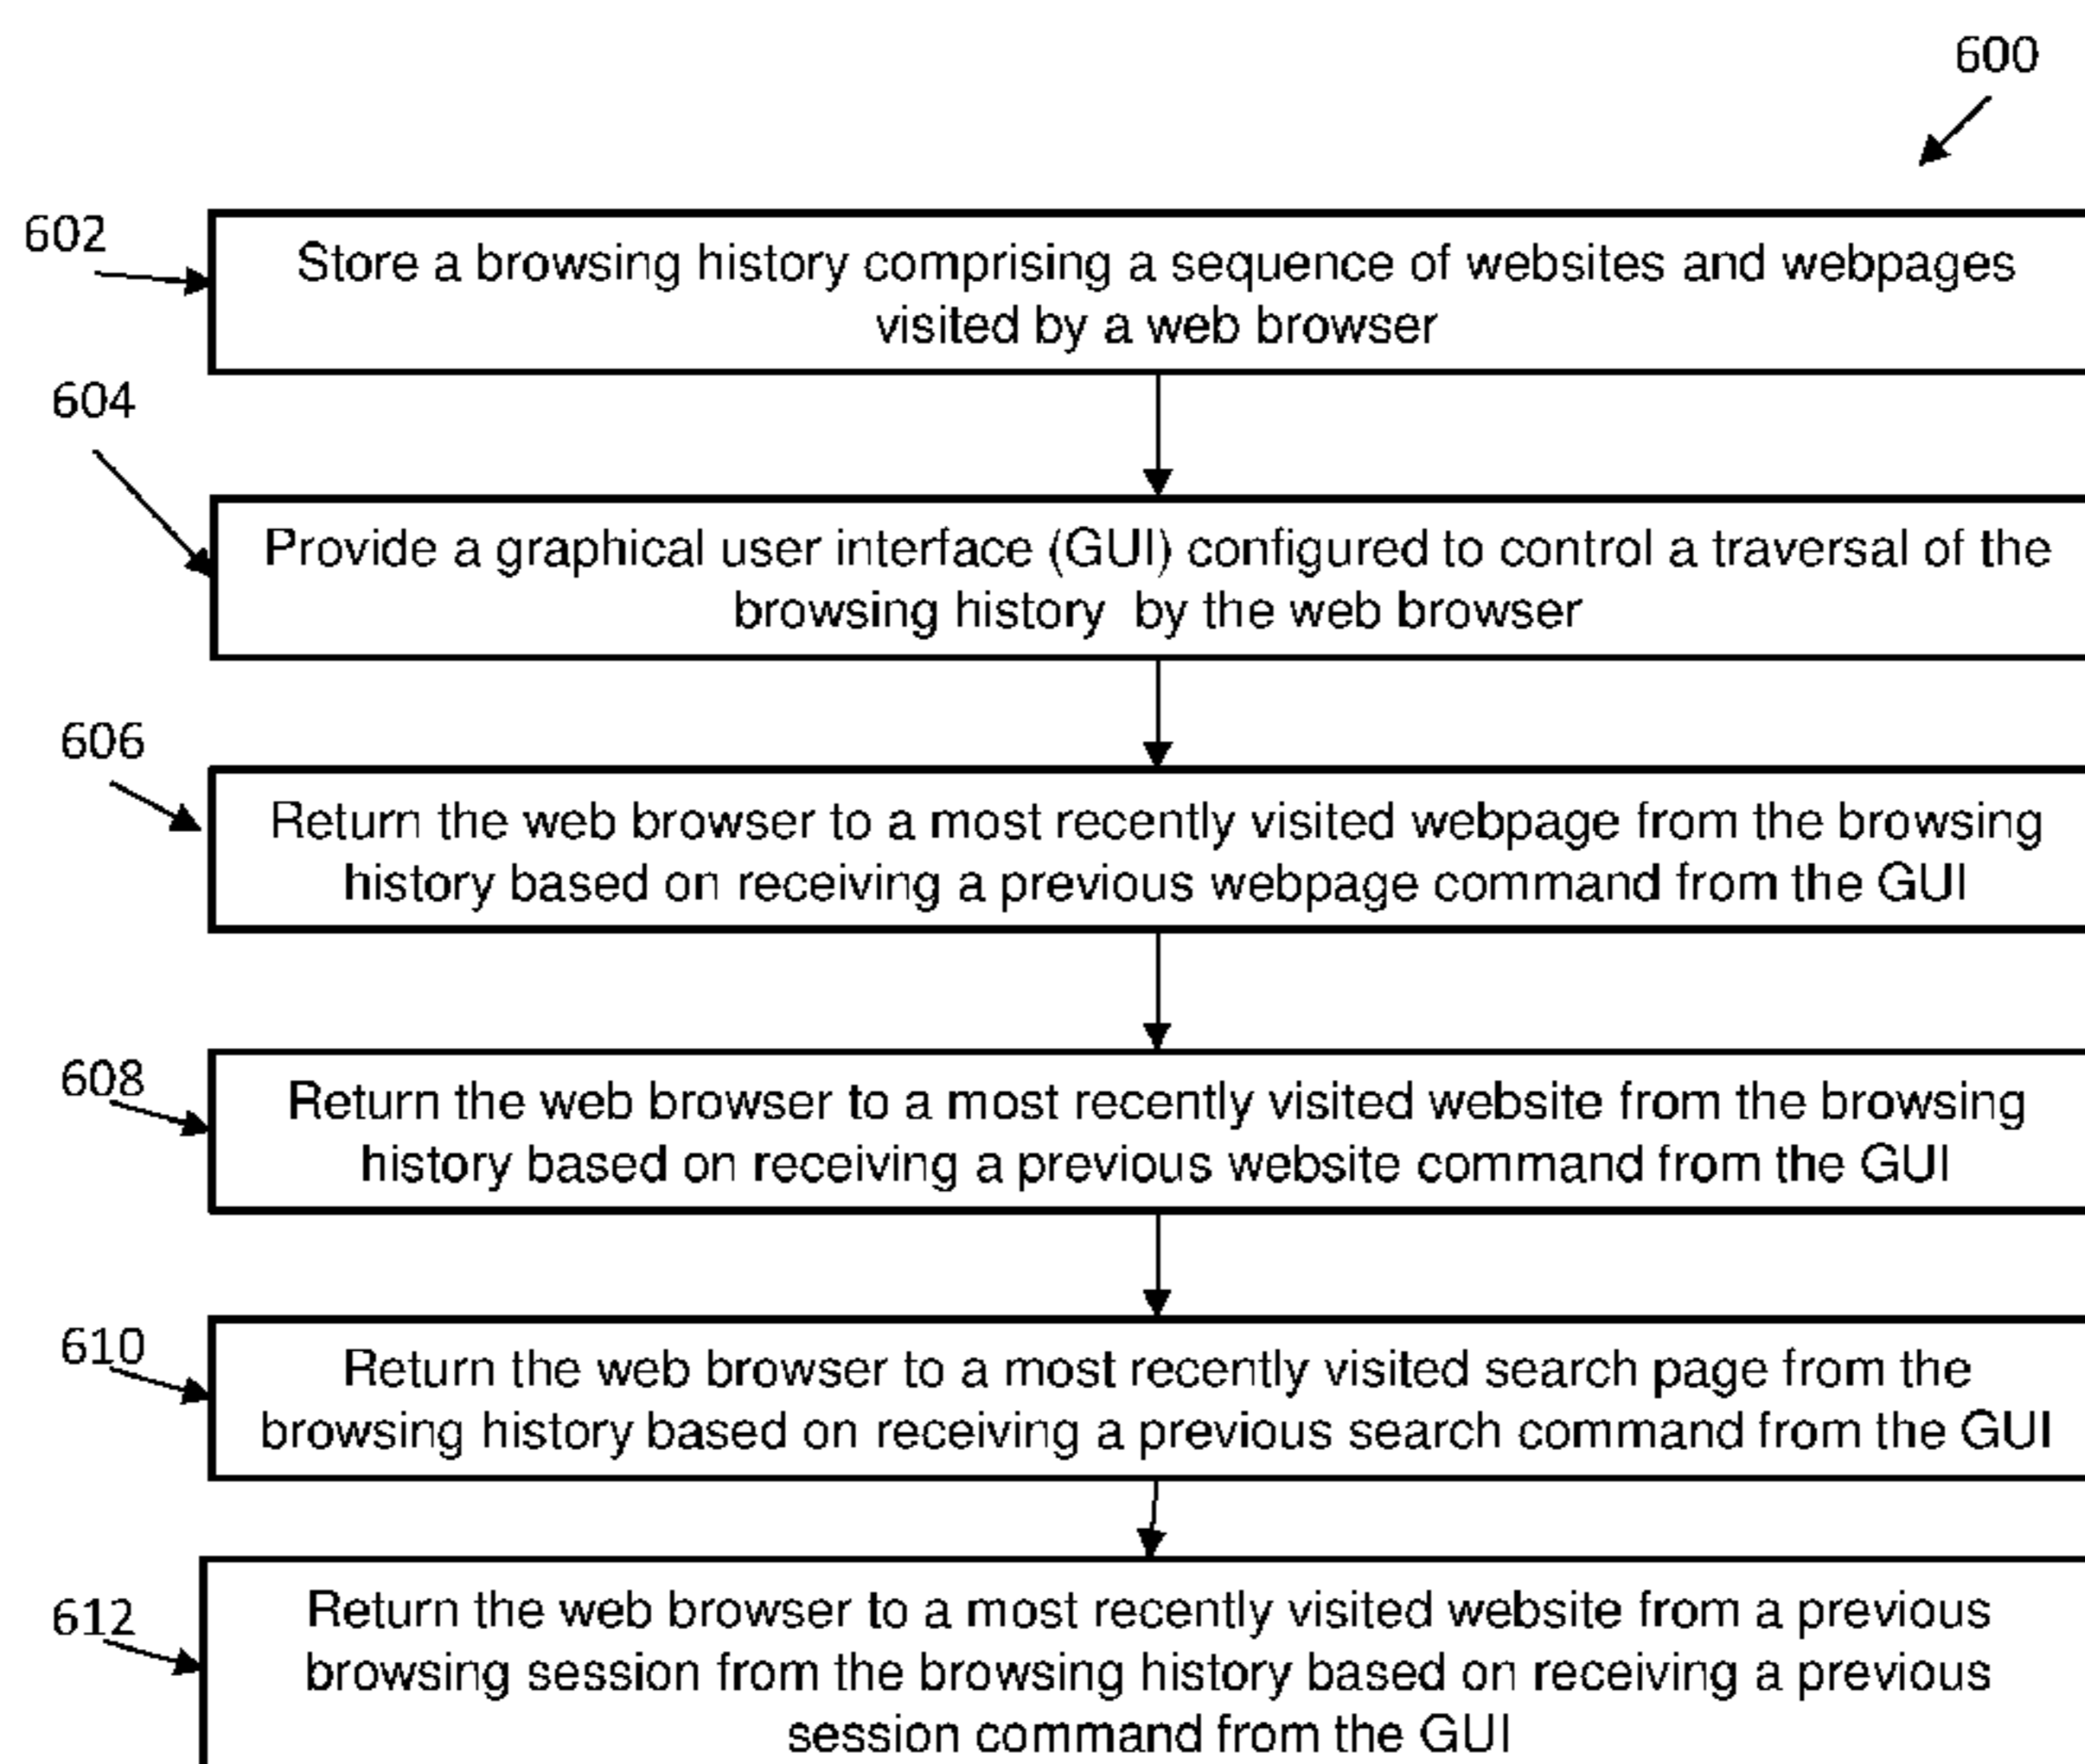 600
602
Store a browsing history comprising a sequence of websites and webpages
visited by a web browser
604
Provide a graphical user interface (GUI) configured to control a traversal of the
browsing history by the web browser
606
Return the web browser to a most recently visited webpage from the browsing
history based on receiving a previous webpage command from the GUI
608
Return the web browser to a most recently visited website from the browsing
history based on receiving a previous website command from the GUI
610
Return the web browser to a most recently visited search page from the
browsing history based on receiving a previous search command from the GUI
612
Return the web browser to a most recently visited website from a previous
browsing session from the browsing history based on receiving a previous
session command from the GUI